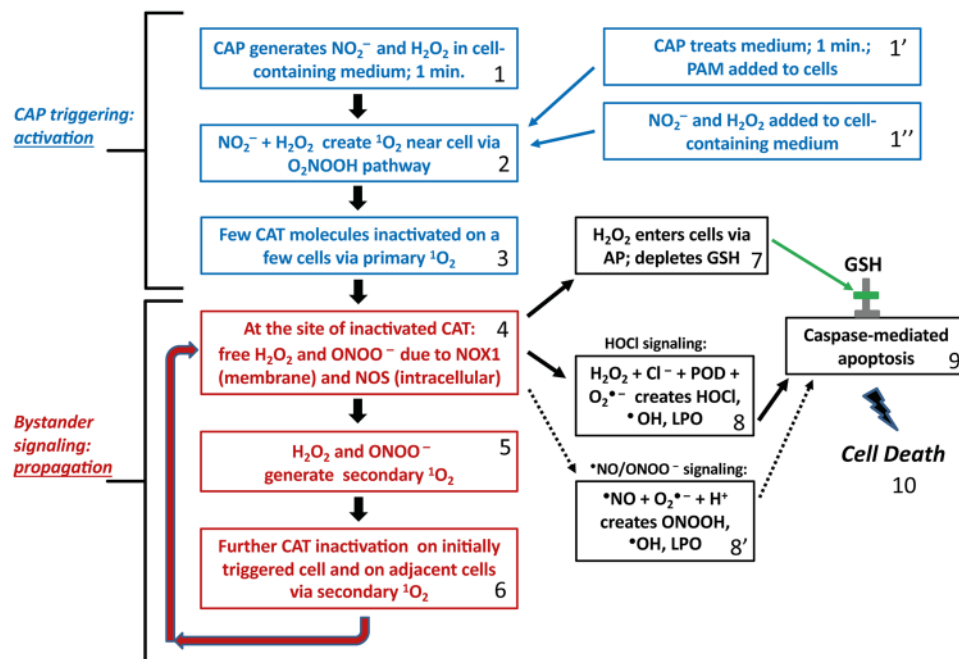 CAP generates NO₂⁻ and H₂O₂ in cell-
containing medium; 1 min.
1
CAP treats medium; 1 min.;
PAM added to cells
1’
CAP triggering:
activation
NO₂⁻ + H₂O₂ create ¹O₂ near cell via
O₂NOOH pathway
2
NO₂⁻ and H₂O₂ added to cell-
containing medium
1’’
Few CAT molecules inactivated on a
few cells via primary ¹O₂
3
H₂O₂ enters cells via
AP; depletes GSH
7
GSH
At the site of inactivated CAT:
free H₂O₂ and ONOO⁻ due to NOX1
(membrane) and NOS (intracellular)
4
Caspase-mediated
apoptosis
9
HOCl signaling:
H₂O₂ + Cl⁻ + POD +
O₂•⁻ creates HOCl,
•OH, LPO
8
Bystander
signaling:
propagation
H₂O₂ and ONOO⁻
generate secondary ¹O₂
5
Cell Death
10
•NO/ONOO⁻ signaling:
•NO + O₂•⁻ + H⁺
creates ONOOH,
•OH, LPO
8’
Further CAT inactivation on initially
triggered cell and on adjacent cells
via secondary ¹O₂
6